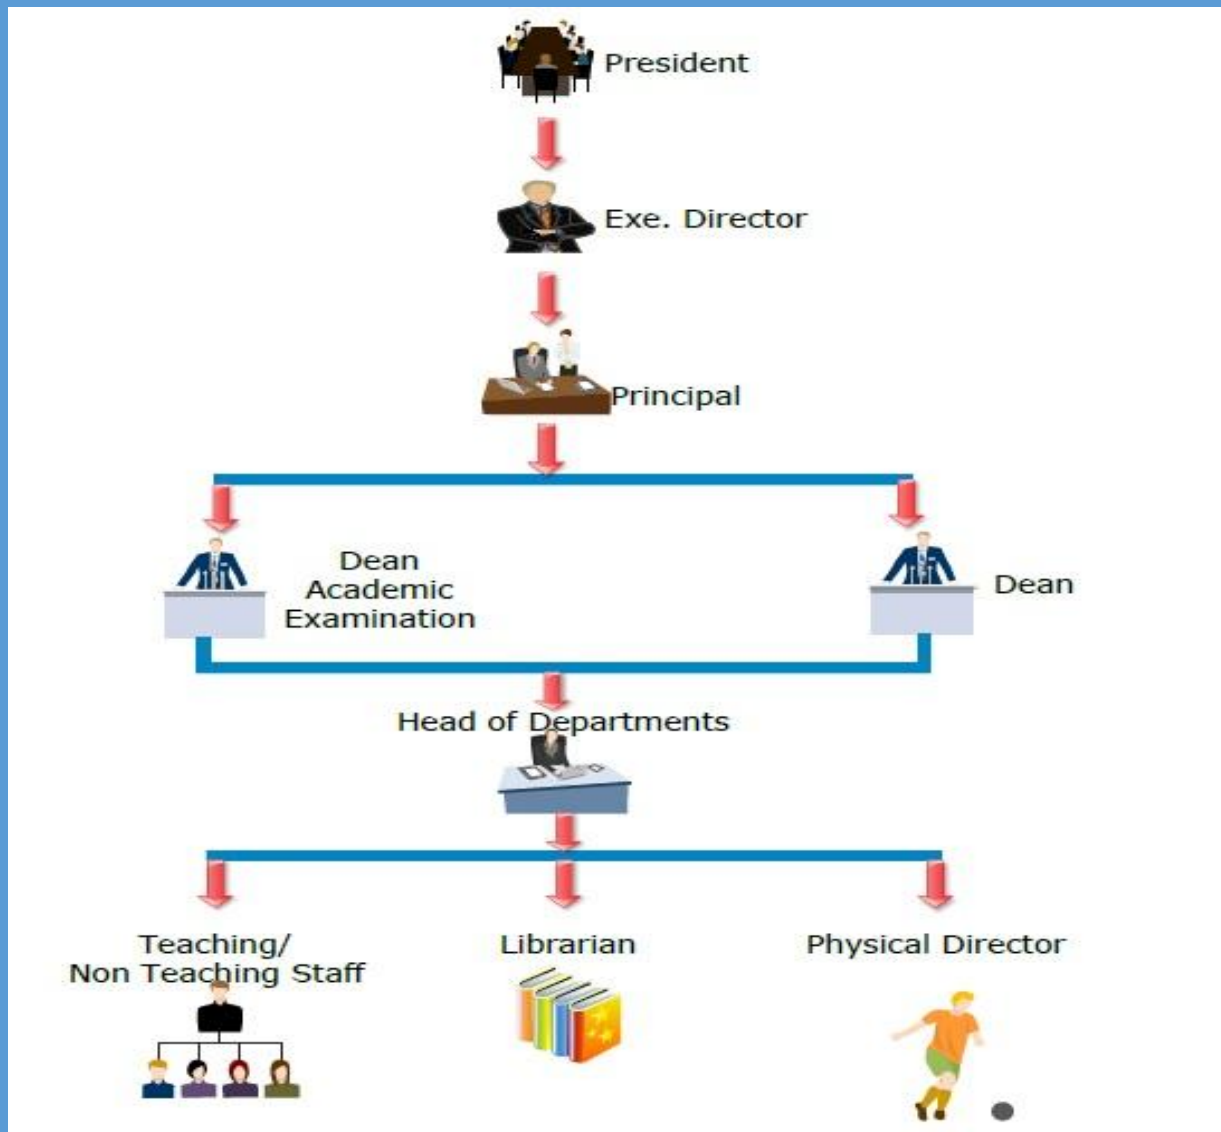 President
Exe. Director
Principal
Dean
Academic
Examination
Dean
Head of Departments
Teaching/
Non Teaching Staff
Librarian
Physical Director